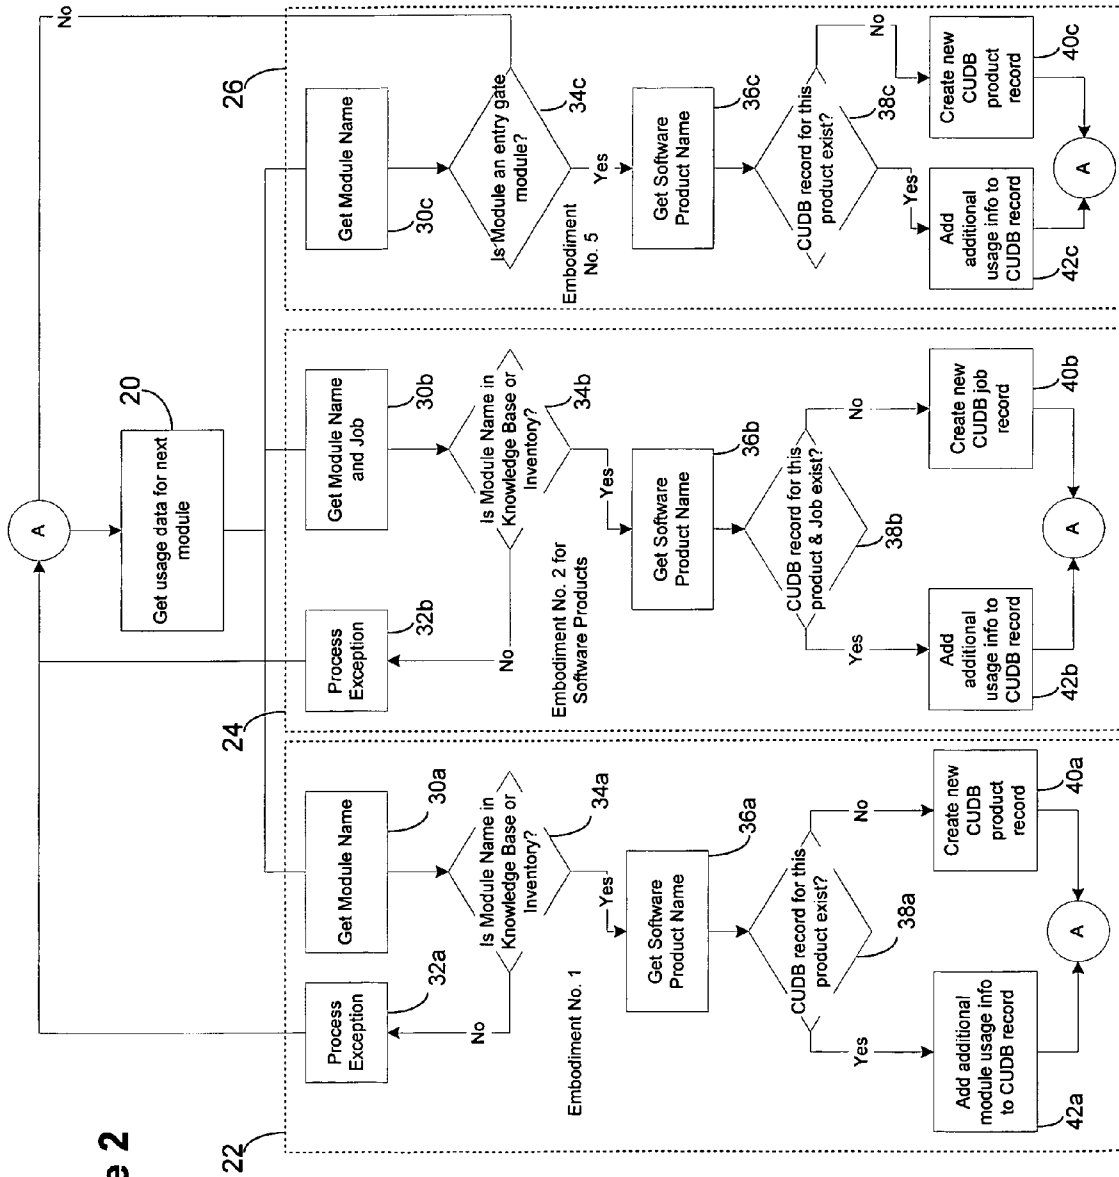 A
Get usage data for next
module
20
No
22
24
26
Process
Exception
32a
Get Module Name
30a
Is Module Name in
Knowledge Base or
Inventory?
34a
No
Yes
Embodiment No. 1
Get Software
Product Name
36a
CUDB record for this
product exist?
38a
Yes
No
Add additional
module usage info
to CUDB record
42a
Create new
CUDB
product
record
40a
A
Process
Exception
32b
Get Module Name
and Job
30b
Is Module Name in
Knowledge Base or
Inventory?
34b
No
Yes
Embodiment No. 2 for
Software Products
Get Software
Product Name
36b
CUDB record for this
product & Job exist?
38b
Yes
No
Add
additional
usage info to
CUDB record
42b
Create new
CUDB job
record
40b
A
Get Module Name
30c
Is Module an entry gate
module?
34c
Yes
Embodiment
No. 5
Get Software
Product Name
36c
CUDB record for this
product exist?
38c
Yes
No
Add
additional
usage info to
CUDB record
42c
Create new
CUDB
product
record
40c
A
e 2